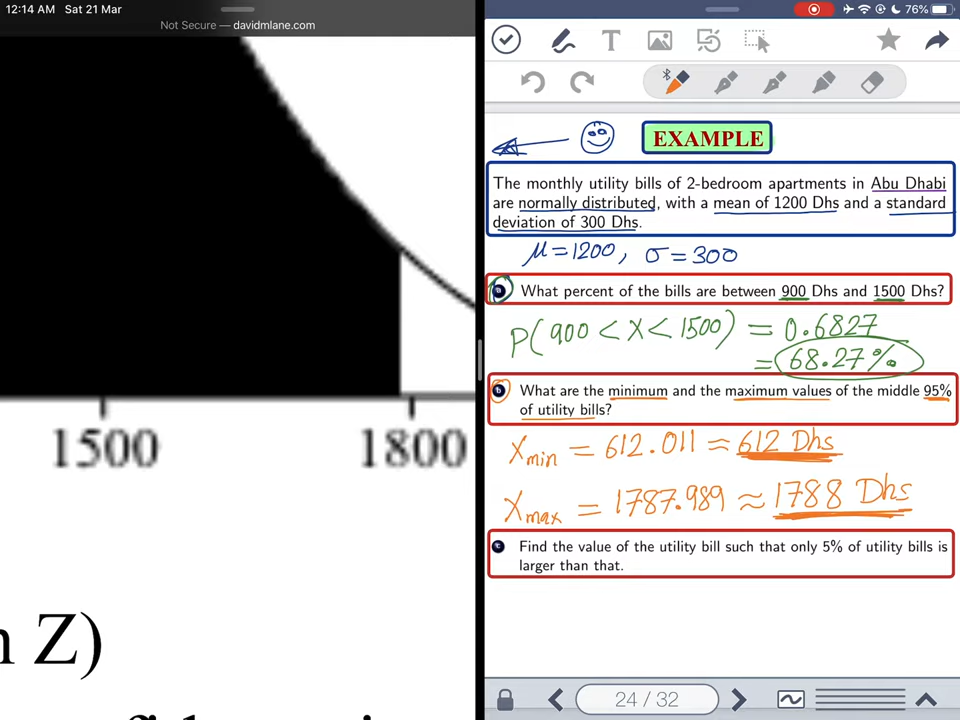 12:14 AM Sat 21 Mar
76%
Not Secure — davidmlane.com
1500
1800
n Z)
T
EXAMPLE
The monthly utility bills of 2-bedroom apartments in Abu Dhabi
are normally distributed, with a mean of 1200 Dhs and a standard
deviation of 300 Dhs.
μ = 1200, σ = 300
a What percent of the bills are between 900 Dhs and 1500 Dhs?
P(900 < X < 1500) = 0.6827
= 68.27%
b What are the minimum and the maximum values of the middle 95%
of utility bills?
Xmin = 612.011 ≈ 612 Dhs
Xmax = 1787.989 ≈ 1788 Dhs
c Find the value of the utility bill such that only 5% of utility bills is
larger than that.
24 / 32